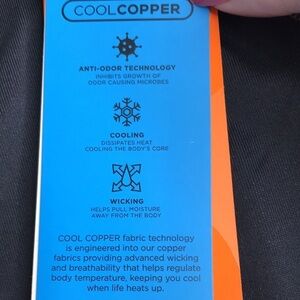 COOLCOPPER
ANTI-ODOR TECHNOLOGY
INHIBITS GROWTH OF
ODOR CAUSING MICROBES
COOLING
DISSIPATES HEAT
COOLING THE BODY'S CORE
WICKING
HELPS PULL MOISTURE
AWAY FROM THE BODY
COOL COPPER fabric technology
is engineered into our copper
fabrics providing advanced wicking
and breathability that helps regulate
body temperature, keeping you cool
when life heats up.